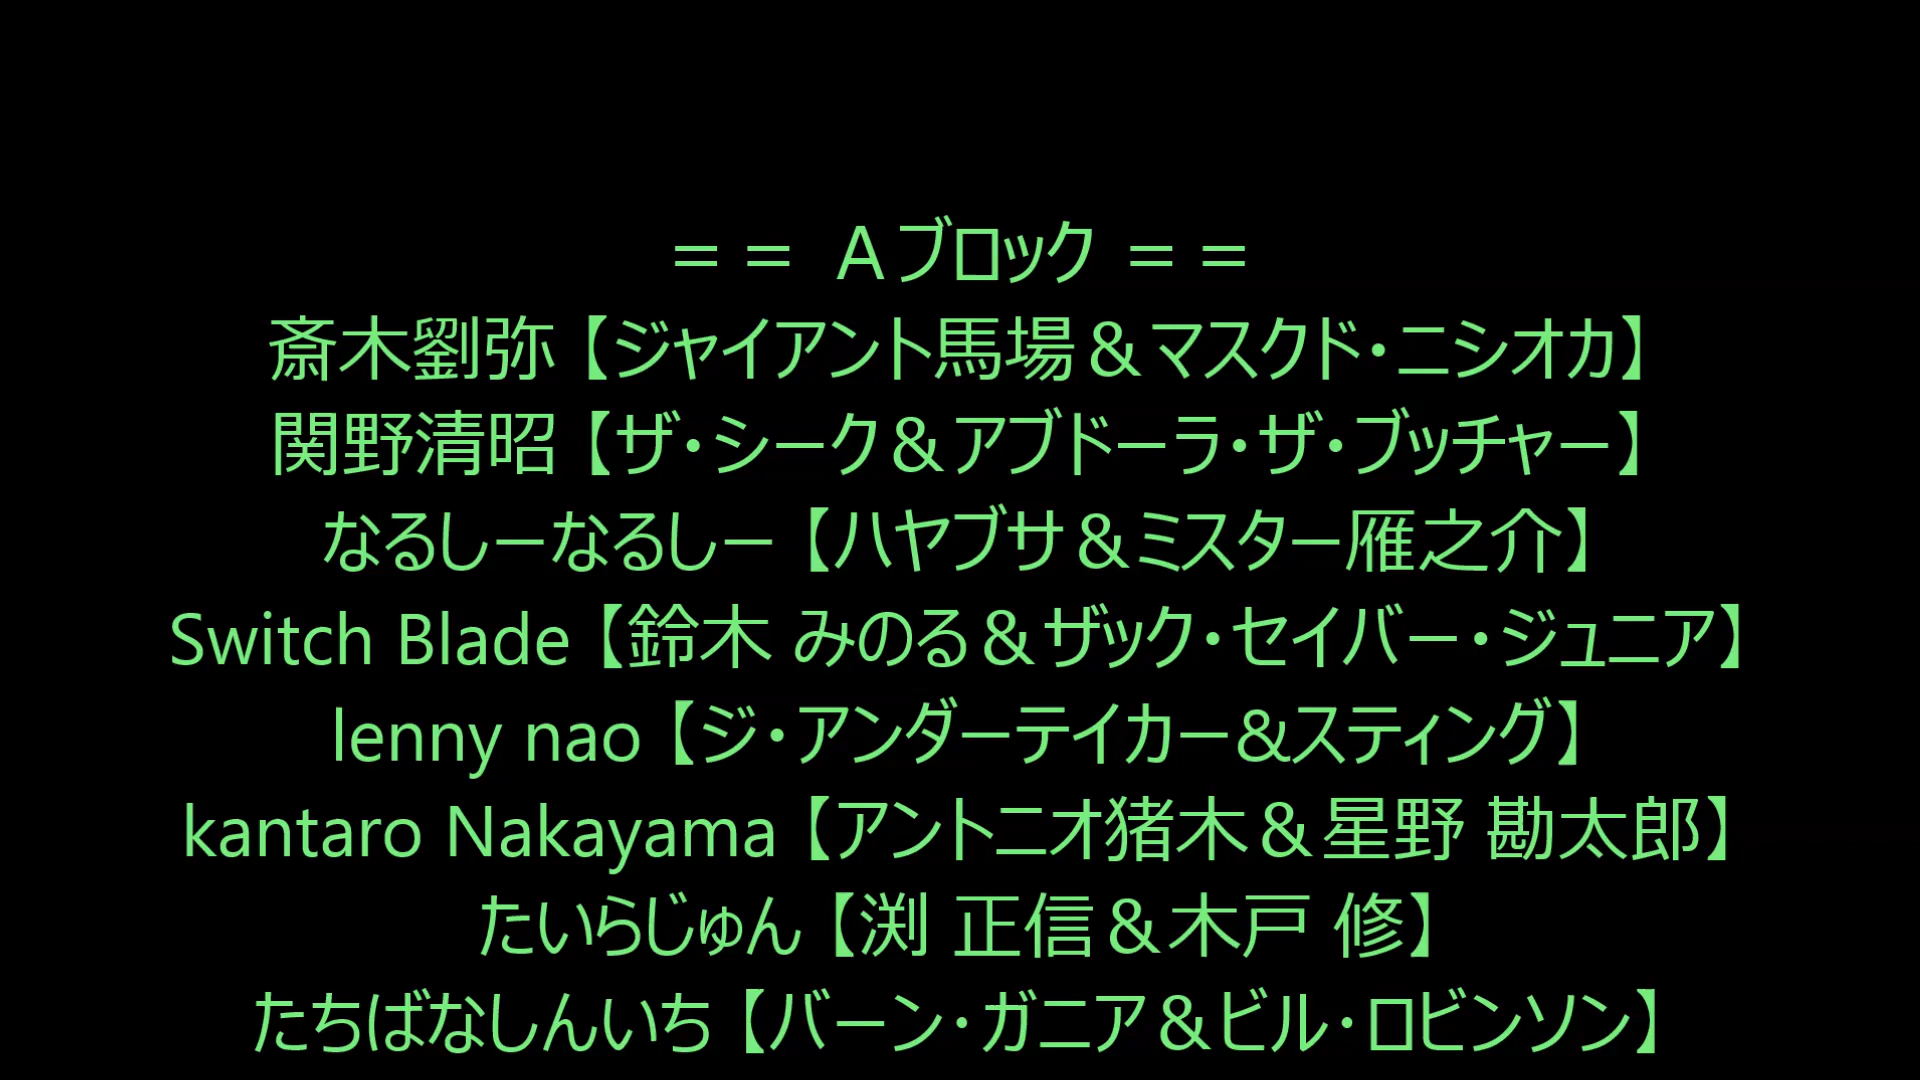 ＝＝ Ａブロック ＝＝
斎木劉弥【ジャイアント馬場＆マスクド・ニシオカ】
関野清昭【ザ・シーク＆アブドーラ・ザ・ブッチャー】
なるしーなるしー【ハヤブサ＆ミスター雁之介】
Switch Blade【鈴木 みのる＆ザック・セイバー・ジュニア】
lenny nao【ジ・アンダーテイカー&スティング】
kantaro Nakayama【アントニオ猪木＆星野 勘太郎】
たいらじゅん【渕 正信＆木戸 修】
たちばなしんいち【バーン・ガニア＆ビル・ロビンソン】